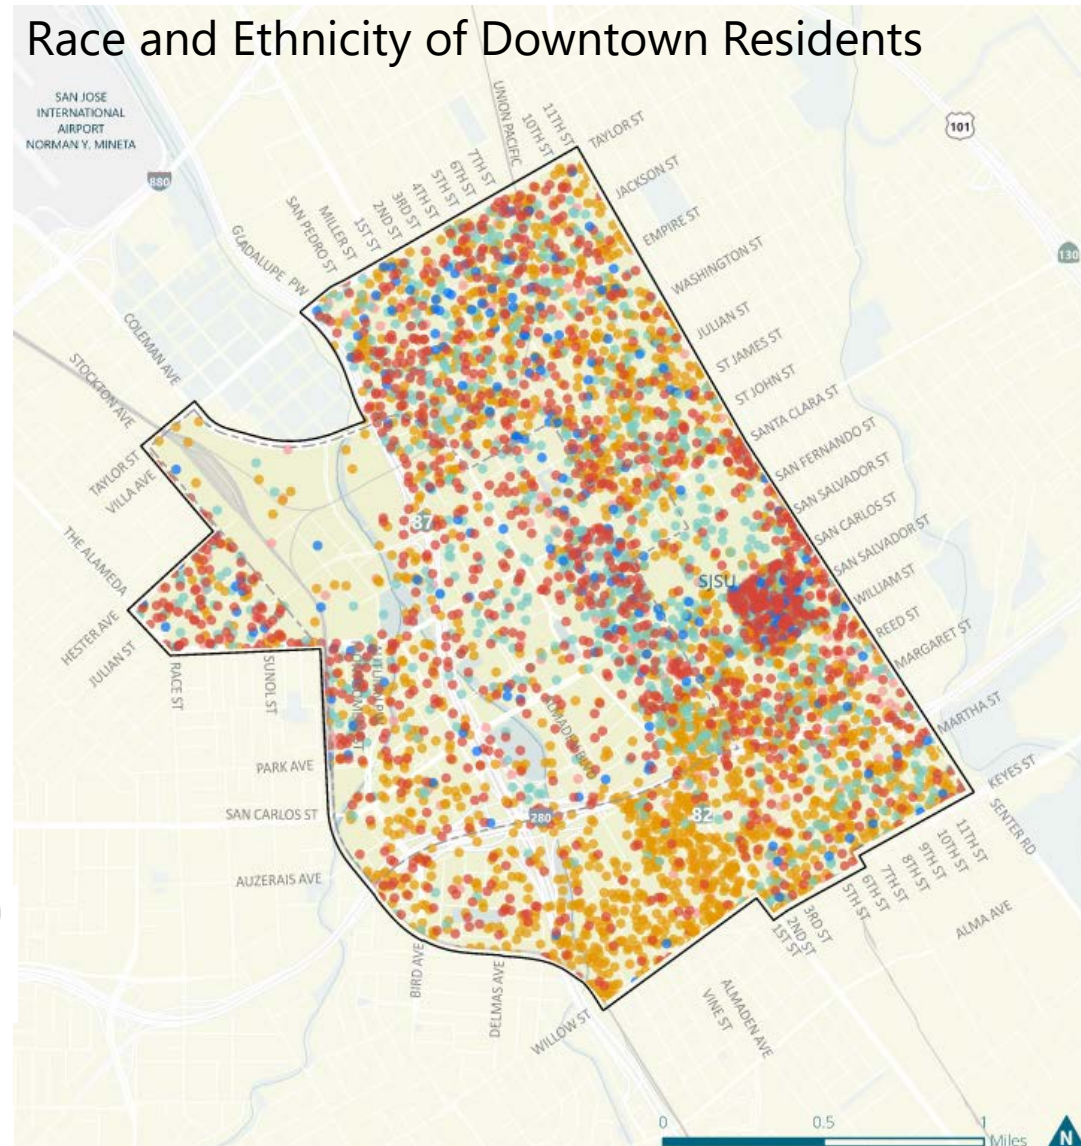 Race and Ethnicity of Downtown Residents
SAN JOSE
INTERNATIONAL
AIRPORT
NORMAN Y. MINETA
880
101
130
UNION PACIFIC
11TH ST
10TH ST
7TH ST
6TH ST
5TH ST
4TH ST
3RD ST
2ND ST
1ST ST
MILLER ST
SAN PEDRO ST
GUADALUPE PW
TAYLOR ST
JACKSON ST
EMPIRE ST
WASHINGTON ST
JULIAN ST
ST JAMES ST
ST JOHN ST
SANTA CLARA ST
SAN FERNANDO ST
SAN SALVADOR ST
SAN CARLOS ST
SAN SALVADOR ST
WILLIAM ST
REED ST
MARGARET ST
MARTHA ST
KEYES ST
SENTER RD
COLEMAN AVE
STOCKTON AVE
TAYLOR ST
VILLA AVE
THE ALAMEDA
HESTER AVE
JULIAN ST
RACE ST
SUNOL ST
87
SJSU
PARK AVE
SAN CARLOS ST
AUZERAIS AVE
280
82
BIRD AVE
DELMAS AVE
WILLOW ST
ALMADEN AVE
VINE ST
1ST ST
2ND ST
3RD ST
5TH ST
6TH ST
7TH ST
8TH ST
9TH ST
10TH ST
11TH ST
ALMA AVE
0 0.5 1
Miles
N